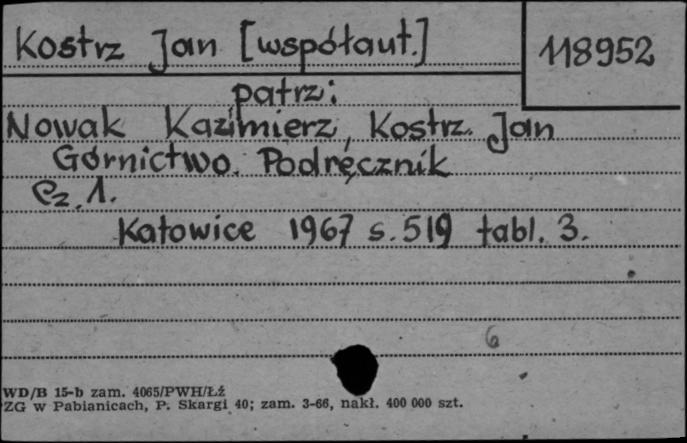 Kostrz Jan [współaut.]
118952
patrz:
Nowak Kazimierz, Kostrz Jan
Górnictwo. Podręcznik
Cz. 1.
Katowice 1967 s. 519 tabl. 3.
6
WD/B 15-b zam. 4065/PWH/Łź
ZG w Pabianicach, P. Skargi 40; zam. 3-66, nakł. 400 000 szt.